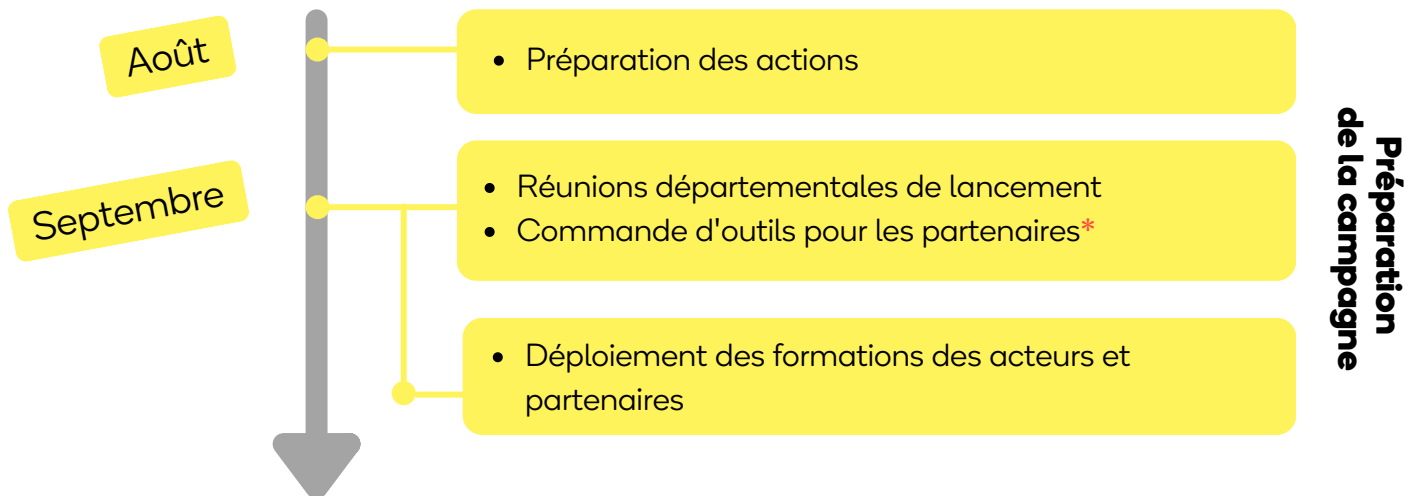 Août
• Préparation des actions
Septembre
• Réunions départementales de lancement
• Commande d'outils pour les partenaires*
• Déploiement des formations des acteurs et
partenaires
Préparation
de la campagne